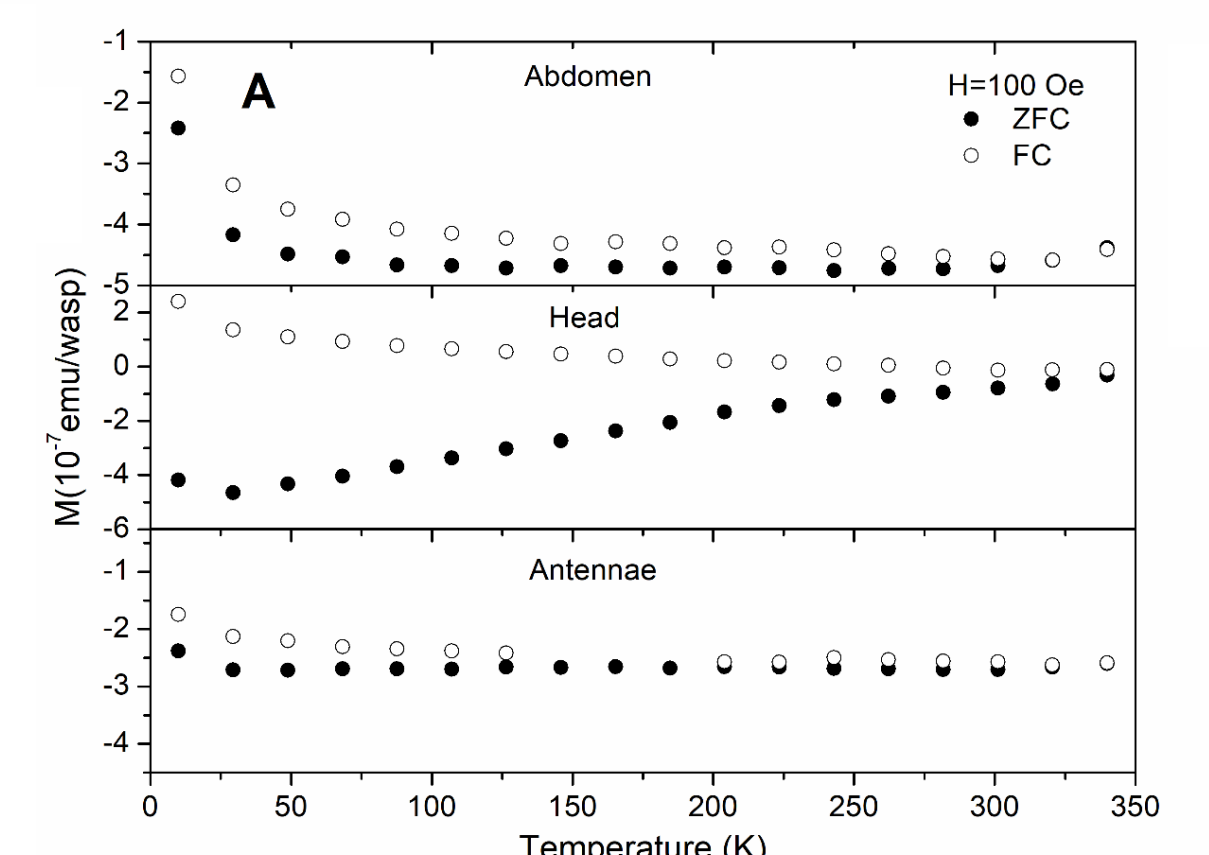 -1
A
Abdomen
H=100 Oe
-2
ZFC
FC
-3
-4
-5
2
Head
0
-2
-4
-6
M(10⁻⁷emu/wasp)
-1
Antennae
-2
-3
-4
0 50 100 150 200 250 300 350
Temperature (K)